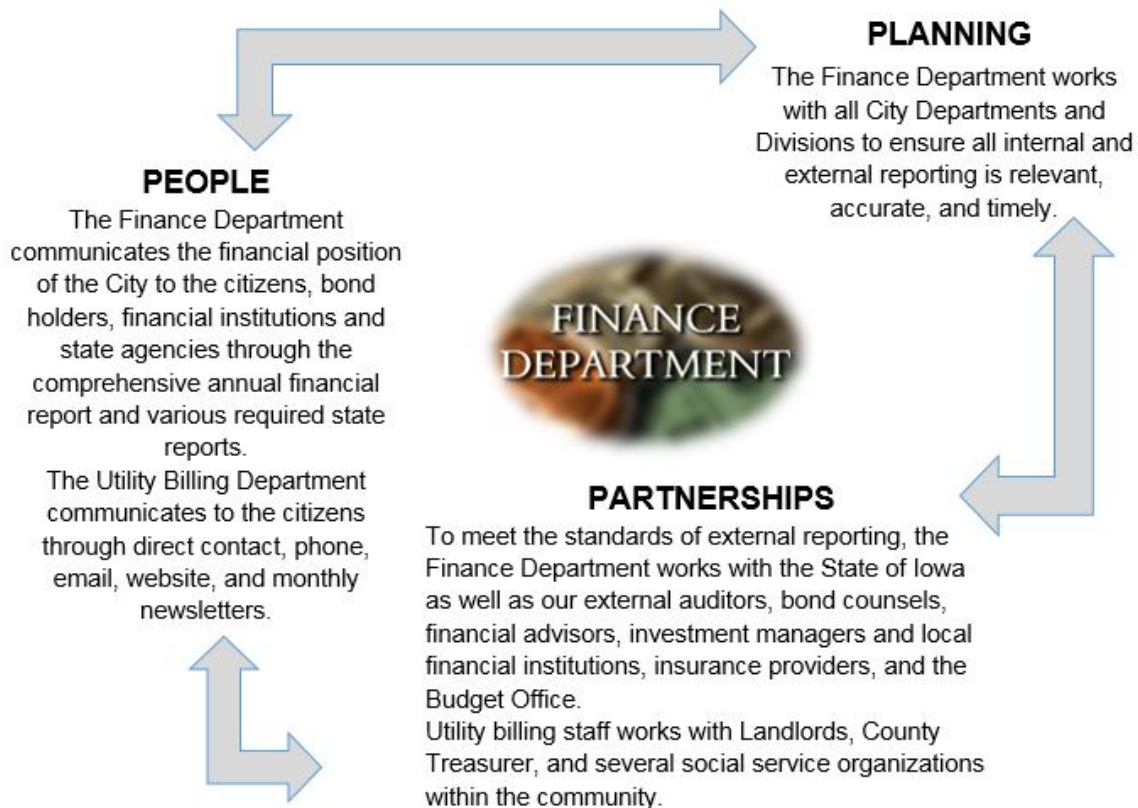 PLANNING
The Finance Department works
with all City Departments and
Divisions to ensure all internal and
external reporting is relevant,
accurate, and timely.
PEOPLE
The Finance Department
communicates the financial position
of the City to the citizens, bond
holders, financial institutions and
state agencies through the
comprehensive annual financial
report and various required state
reports.
The Utility Billing Department
communicates to the citizens
through direct contact, phone,
email, website, and monthly
newsletters.
FINANCE
DEPARTMENT
PARTNERSHIPS
To meet the standards of external reporting, the
Finance Department works with the State of Iowa
as well as our external auditors, bond counsels,
financial advisors, investment managers and local
financial institutions, insurance providers, and the
Budget Office.
Utility billing staff works with Landlords, County
Treasurer, and several social service organizations
within the community.